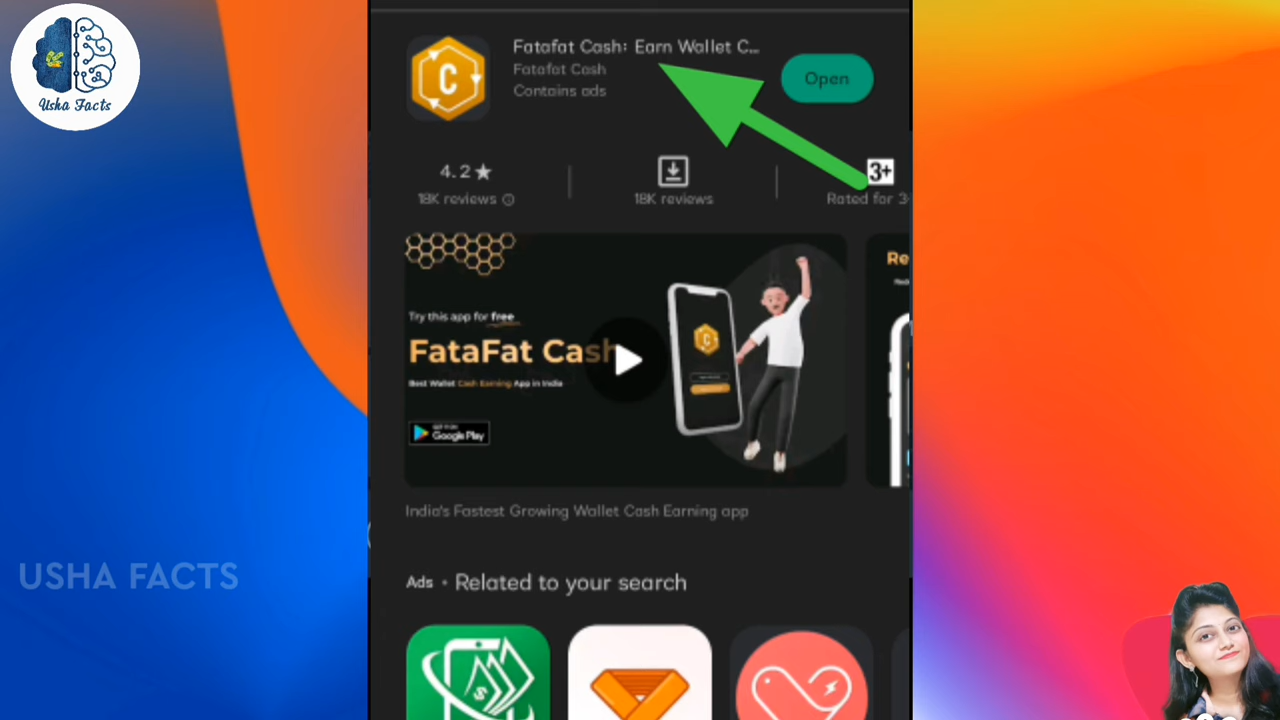 Usha Facts
Fatafat Cash: Earn Wallet C...
Fatafat Cash
Contains ads
Open
4.2★
18K reviews
18K reviews
3+
Rated for 3
Try this app for free
FataFat Cash
Best Wallet Cash Earning App in India
GET IT ON
Google Play
Re
India's Fastest Growing Wallet Cash Earning app
Ads • Related to your search
USHA FACTS